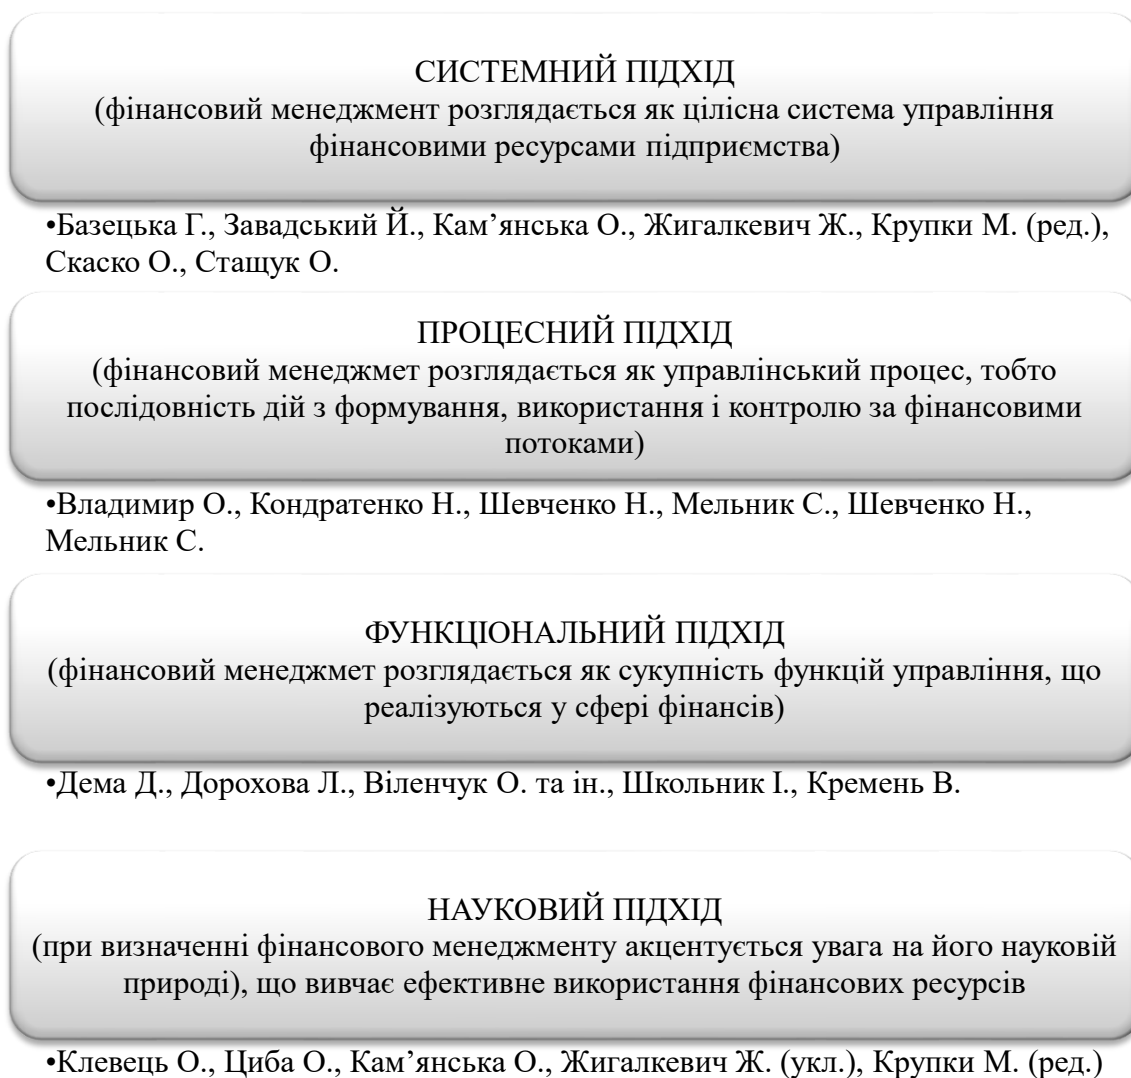 СИСТЕМНИЙ ПІДХІД
(фінансовий менеджмент розглядається як цілісна система управління
фінансовими ресурсами підприємства)
•Базецька Г., Завадський Й., Кам’янська О., Жигалкевич Ж., Крупки М. (ред.),
Скаско О., Стащук О.
ПРОЦЕСНИЙ ПІДХІД
(фінансовий менеджмет розглядається як управлінський процес, тобто
послідовність дій з формування, використання і контролю за фінансовими
потоками)
•Владимир О., Кондратенко Н., Шевченко Н., Мельник С., Шевченко Н.,
Мельник С.
ФУНКЦІОНАЛЬНИЙ ПІДХІД
(фінансовий менеджмет розглядається як сукупність функцій управління, що
реалізуються у сфері фінансів)
•Дема Д., Дорохова Л., Віленчук О. та ін., Школьник І., Кремень В.
НАУКОВИЙ ПІДХІД
(при визначенні фінансового менеджменту акцентується увага на його науковій
природі), що вивчає ефективне використання фінансових ресурсів
•Клевець О., Циба О., Кам’янська О., Жигалкевич Ж. (укл.), Крупки М. (ред.)